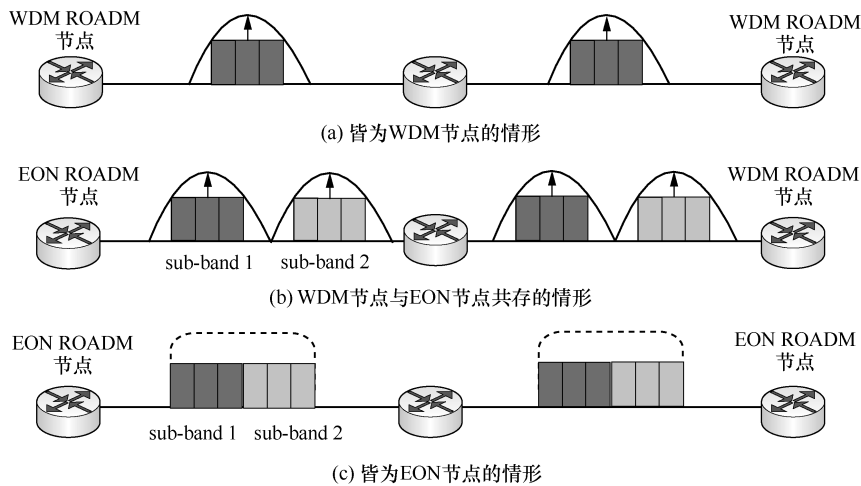 WDM ROADM
节点
WDM ROADM
节点
(a) 皆为WDM节点的情形
EON ROADM
节点
WDM ROADM
节点
sub-band 1
sub-band 2
(b) WDM节点与EON节点共存的情形
EON ROADM
节点
EON ROADM
节点
sub-band 1
sub-band 2
(c) 皆为EON节点的情形